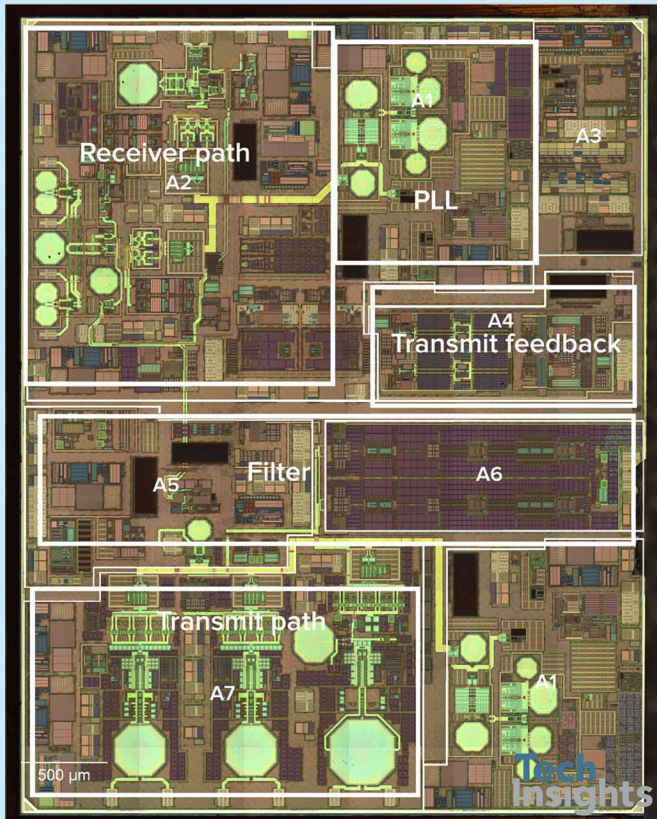 A1
Receiver path
A2
A3
PLL
A4
Transmit feedback
Filter
A5
A6
Transmit path
A7
A1
500 µm
Tech
Insights